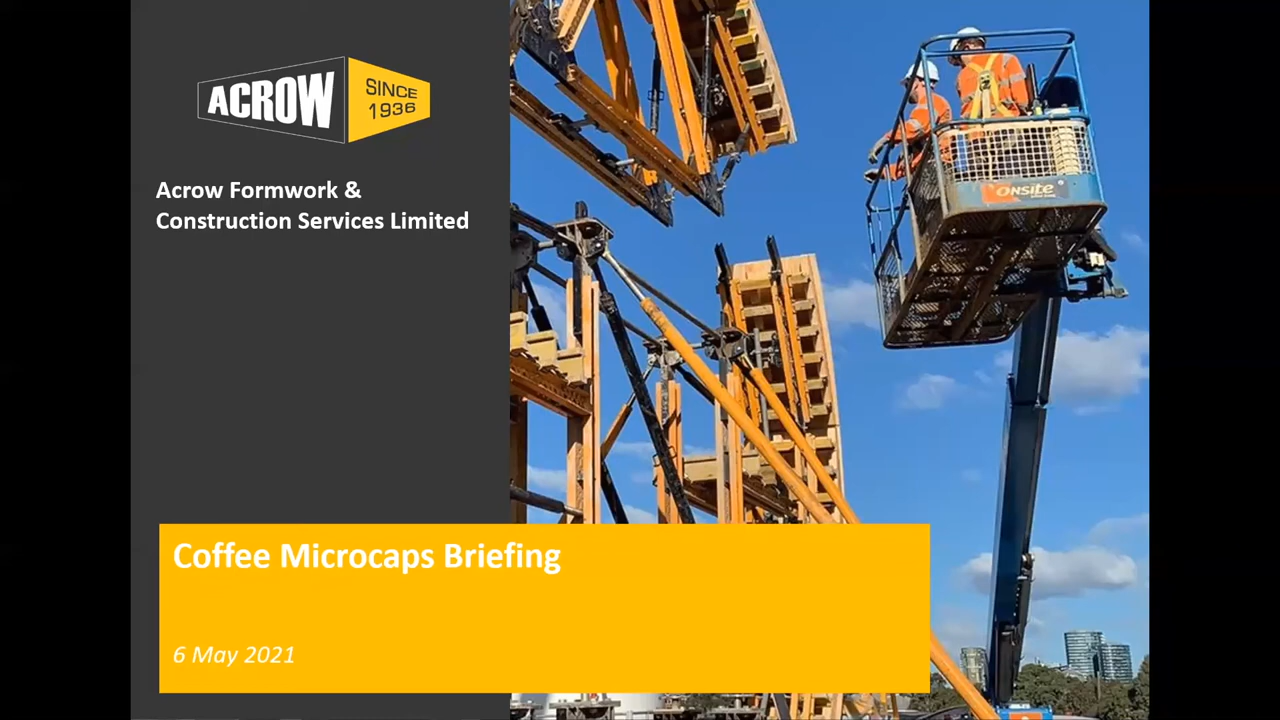 ACROW
SINCE
1936
Acrow Formwork &
Construction Services Limited
ONSITE
Coffee Microcaps Briefing
6 May 2021